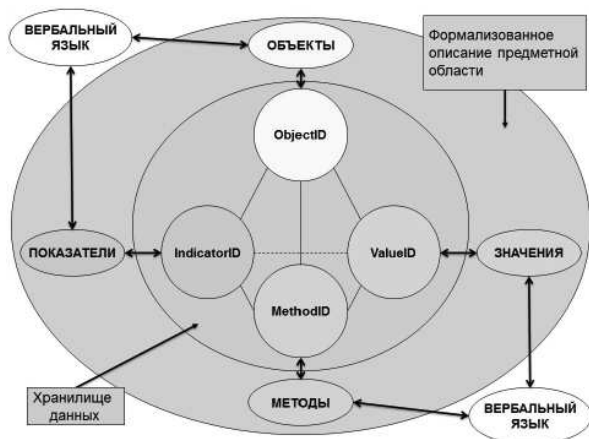 ВЕРБАЛЬНЫЙ
ЯЗЫК
ОБЪЕКТЫ
Формализованное
описание предметной
области
ObjectID
ПОКАЗАТЕЛИ
IndicatorID
ValueID
ЗНАЧЕНИЯ
MethodID
Хранилище
данных
МЕТОДЫ
ВЕРБАЛЬНЫЙ
ЯЗЫК